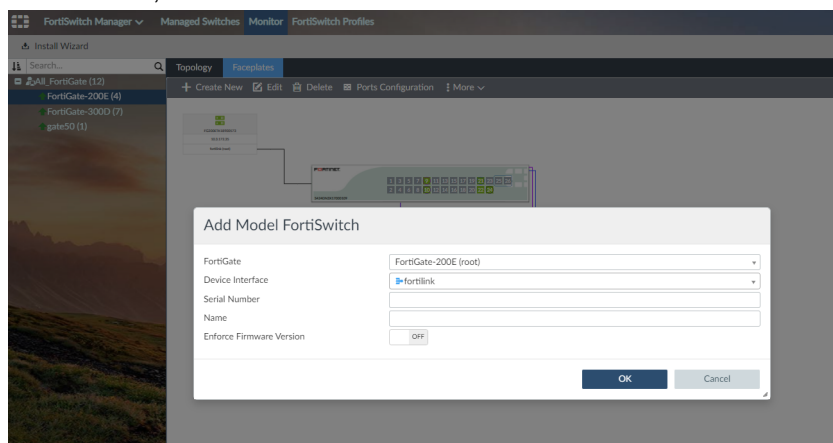 FortiSwitch Manager
Managed Switches
Monitor
FortiSwitch Profiles
Install Wizard
Search...
Topology
Faceplates
All_FortiGate (12)
FortiGate-200E (4)
FortiGate-300D (7)
gate50 (1)
Create New
Edit
Delete
Ports Configuration
More
FORTINET
Add Model FortiSwitch
FortiGate
FortiGate-200E (root)
Device Interface
fortilink
Serial Number
Name
Enforce Firmware Version
OFF
OK
Cancel